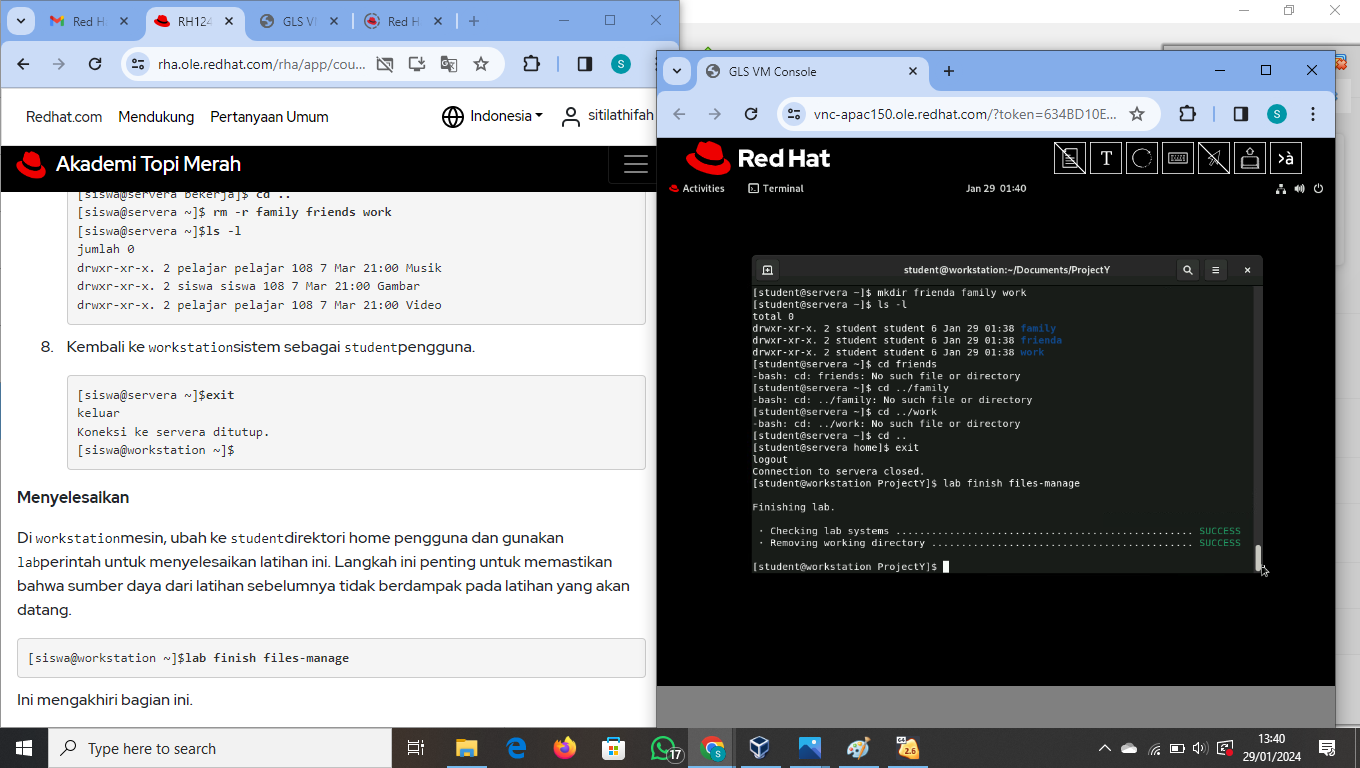 Red H
RH124
GLS V
Red H
rha.ole.redhat.com/rha/app/cou...
S
Redhat.com
Mendukung
Pertanyaan Umum
Indonesia
sitilathifah
Akademi Topi Merah
[siswa@servera bekerja]$ cd ..
[siswa@servera ~]$ rm -r family friends work
[siswa@servera ~]$ls -l
jumlah 0
drwxr-xr-x. 2 pelajar pelajar 108 7 Mar 21:00 Musik
drwxr-xr-x. 2 siswa siswa 108 7 Mar 21:00 Gambar
drwxr-xr-x. 2 pelajar pelajar 108 7 Mar 21:00 Video
8. Kembali ke workstationsistem sebagai studentpengguna.
[siswa@servera ~]$exit
keluar
Koneksi ke servera ditutup.
[siswa@workstation ~]$
Menyelesaikan
Di workstationmesin, ubah ke studentdirektori home pengguna dan gunakan
labperintah untuk menyelesaikan latihan ini. Langkah ini penting untuk memastikan
bahwa sumber daya dari latihan sebelumnya tidak berdampak pada latihan yang akan
datang.
[siswa@workstation ~]$lab finish files-manage
Ini mengakhiri bagian ini.
GLS VM Console
vnc-apac150.ole.redhat.com/?token=634BD10E...
S
Red Hat
T
›à
Activities
Terminal
Jan 29 01:40
student@workstation:~/Documents/ProjectY
[student@servera ~]$ mkdir frienda family work
[student@servera ~]$ ls -l
total 0
drwxr-xr-x. 2 student student 6 Jan 29 01:38 family
drwxr-xr-x. 2 student student 6 Jan 29 01:38 frienda
drwxr-xr-x. 2 student student 6 Jan 29 01:38 work
[student@servera ~]$ cd friends
-bash: cd: friends: No such file or directory
[student@servera ~]$ cd ../family
-bash: cd: ../family: No such file or directory
[student@servera ~]$ cd ../work
-bash: cd: ../work: No such file or directory
[student@servera ~]$ cd ..
[student@servera home]$ exit
logout
Connection to servera closed.
[student@workstation ProjectY]$ lab finish files-manage
Finishing lab.
· Checking lab systems .................................................. SUCCESS
· Removing working directory ............................................ SUCCESS
[student@workstation ProjectY]$
Type here to search
17
S
2.6
13:40
29/01/2024